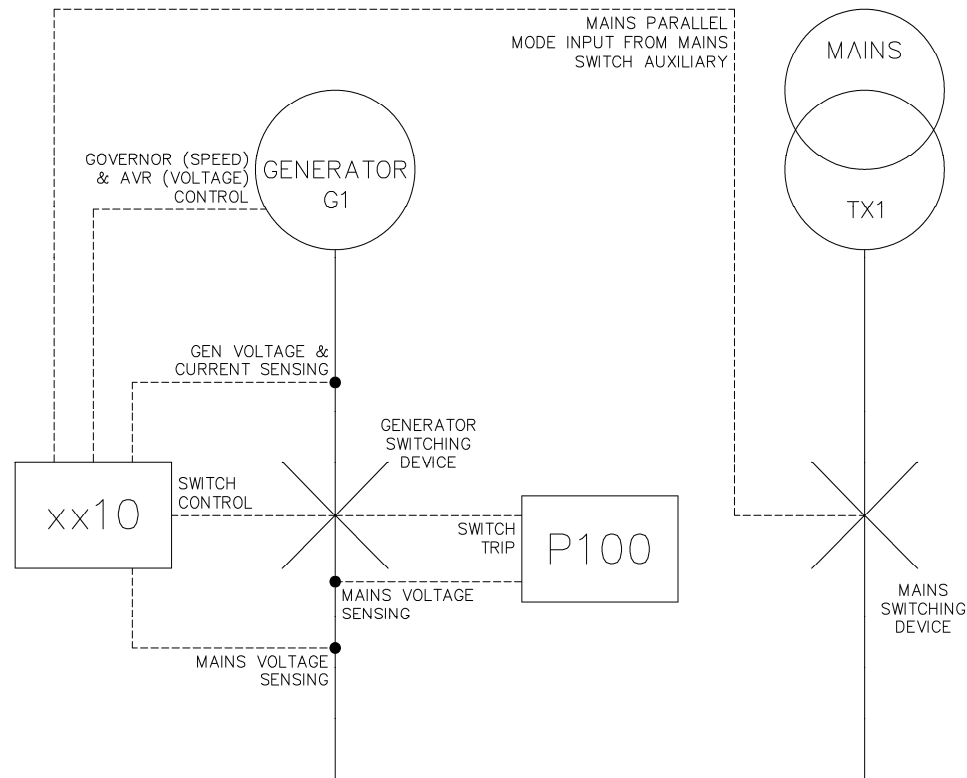 MAINS PARALLEL
MODE INPUT FROM MAINS
SWITCH AUXILIARY
MAINS
GOVERNOR (SPEED)
& AVR (VOLTAGE)
CONTROL
GENERATOR
G1
TX1
GEN VOLTAGE &
CURRENT SENSING
GENERATOR
SWITCHING
DEVICE
xx10
SWITCH
CONTROL
SWITCH
TRIP
P100
MAINS VOLTAGE
SENSING
MAINS
SWITCHING
DEVICE
MAINS VOLTAGE
SENSING